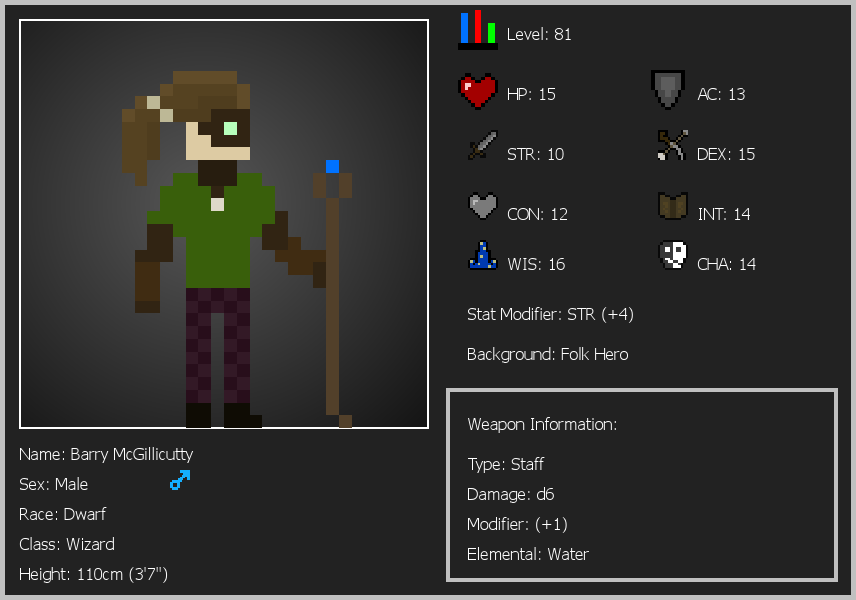 Level: 81
HP: 15
AC: 13
STR: 10
DEX: 15
CON: 12
INT: 14
WIS: 16
CHA: 14
Stat Modifier: STR (+4)
Background: Folk Hero
Weapon Information:
Type: Staff
Damage: d6
Modifier: (+1)
Elemental: Water
Name: Barry McGillicutty
Sex: Male
Race: Dwarf
Class: Wizard
Height: 110cm (3'7")